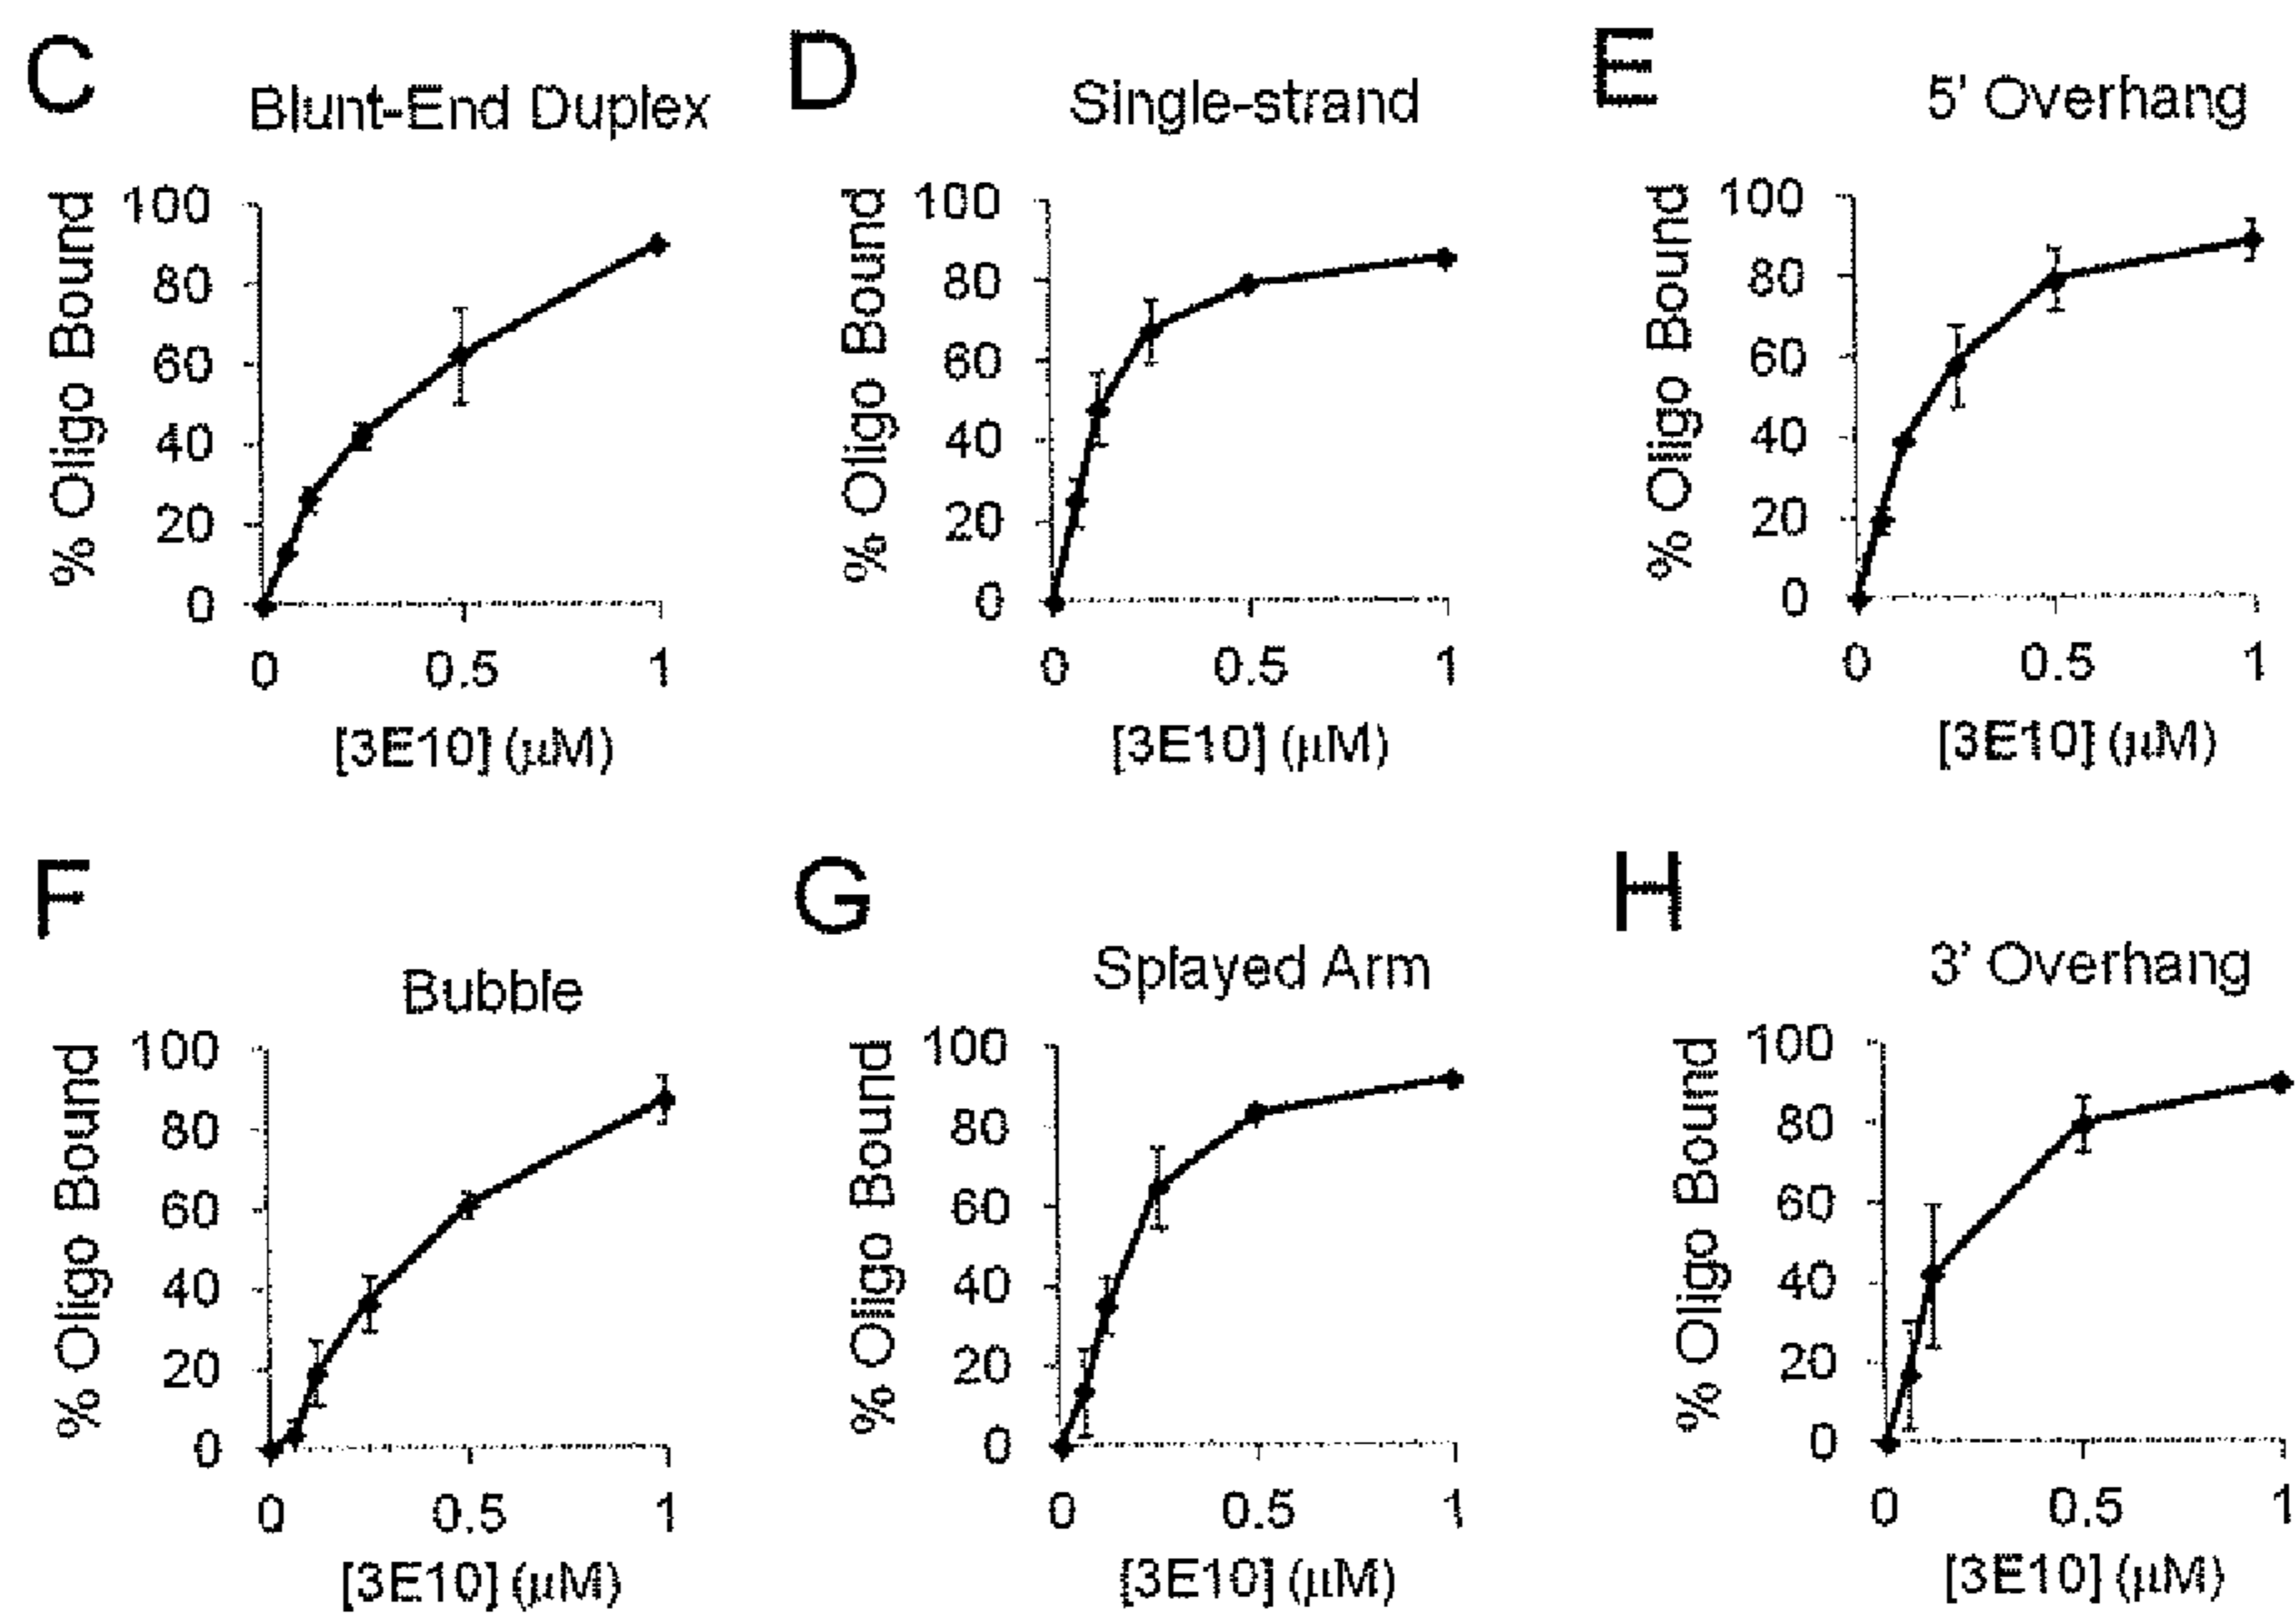 C
Blunt-End Duplex
% Oligo Bound
100
80
60
40
20
0
0 0.5 1
[3E10] (μM)
D
Single-strand
% Oligo Bound
100
80
60
40
20
0
0 0.5 1
[3E10] (μM)
E
5' Overhang
% Oligo Bound
100
80
60
40
20
0
0 0.5 1
[3E10] (μM)
F
Bubble
% Oligo Bound
100
80
60
40
20
0
0 0.5 1
[3E10] (μM)
G
Splayed Arm
% Oligo Bound
100
80
60
40
20
0
0 0.5 1
[3E10] (μM)
H
3' Overhang
% Oligo Bound
100
80
60
40
20
0
0 0.5 1
[3E10] (μM)